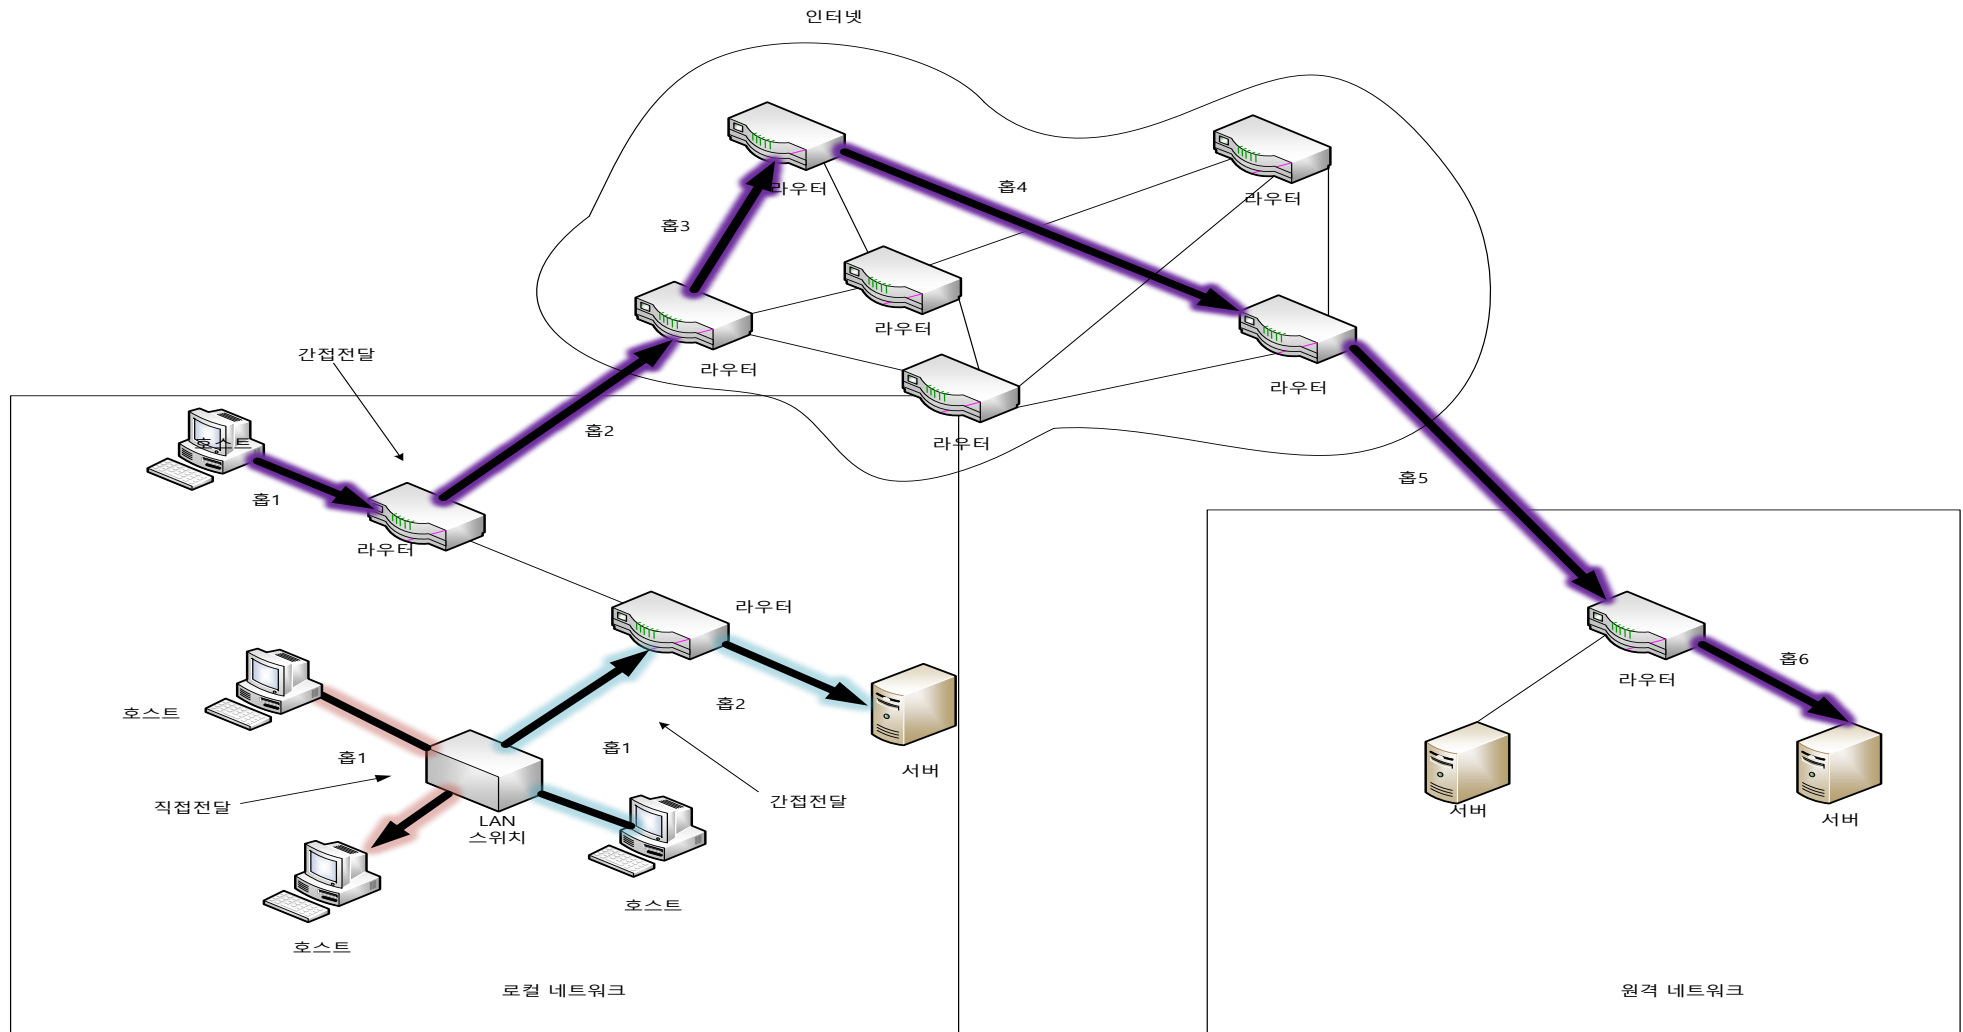 인터넷
라우터
홉4
라우터
홉3
라우터
간접전달
라우터
라우터
홉2
호스트
라우터
홉5
홉1
라우터
라우터
홉6
라우터
호스트
홉2
홉1
홉1
서버
직접전달
간접전달
LAN
스위치
서버
서버
호스트
호스트
로컬 네트워크
원격 네트워크